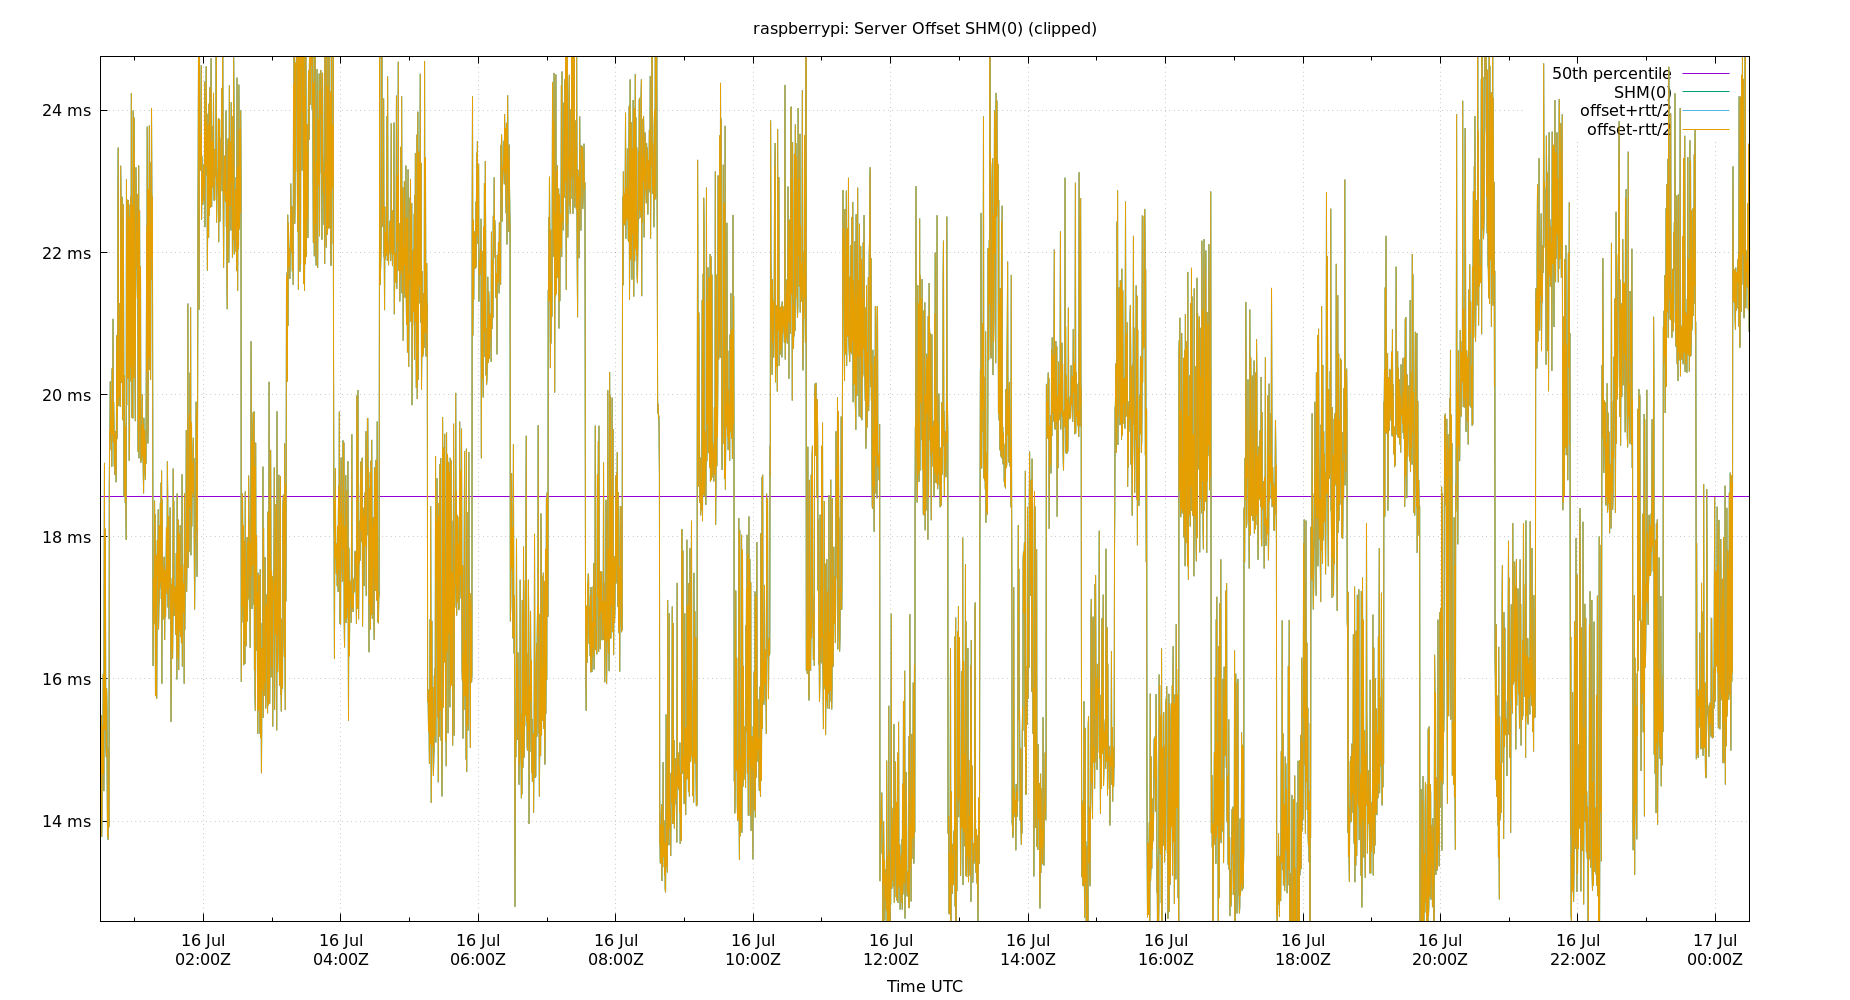 raspberrypi: Server Offset SHM(0) (clipped)
50th percentile
SHM(0)
offset+rtt/2
offset-rtt/2
24 ms
22 ms
20 ms
18 ms
16 ms
14 ms
16 Jul 16 Jul 16 Jul 16 Jul 16 Jul 16 Jul 16 Jul 16 Jul 16 Jul 16 Jul 16 Jul 17 Jul
02:00Z 04:00Z 06:00Z 08:00Z 10:00Z 12:00Z 14:00Z 16:00Z 18:00Z 20:00Z 22:00Z 00:00Z
Time UTC